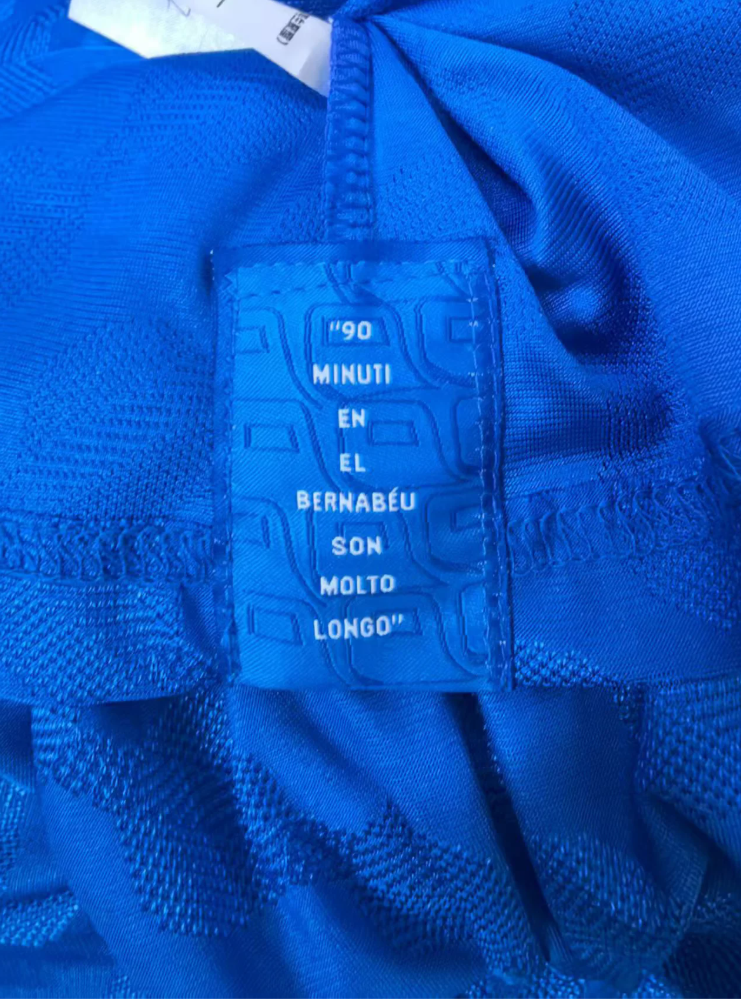 "90
MINUTI
EN
EL
BERNABÉU
SON
MOLTO
LONGO"